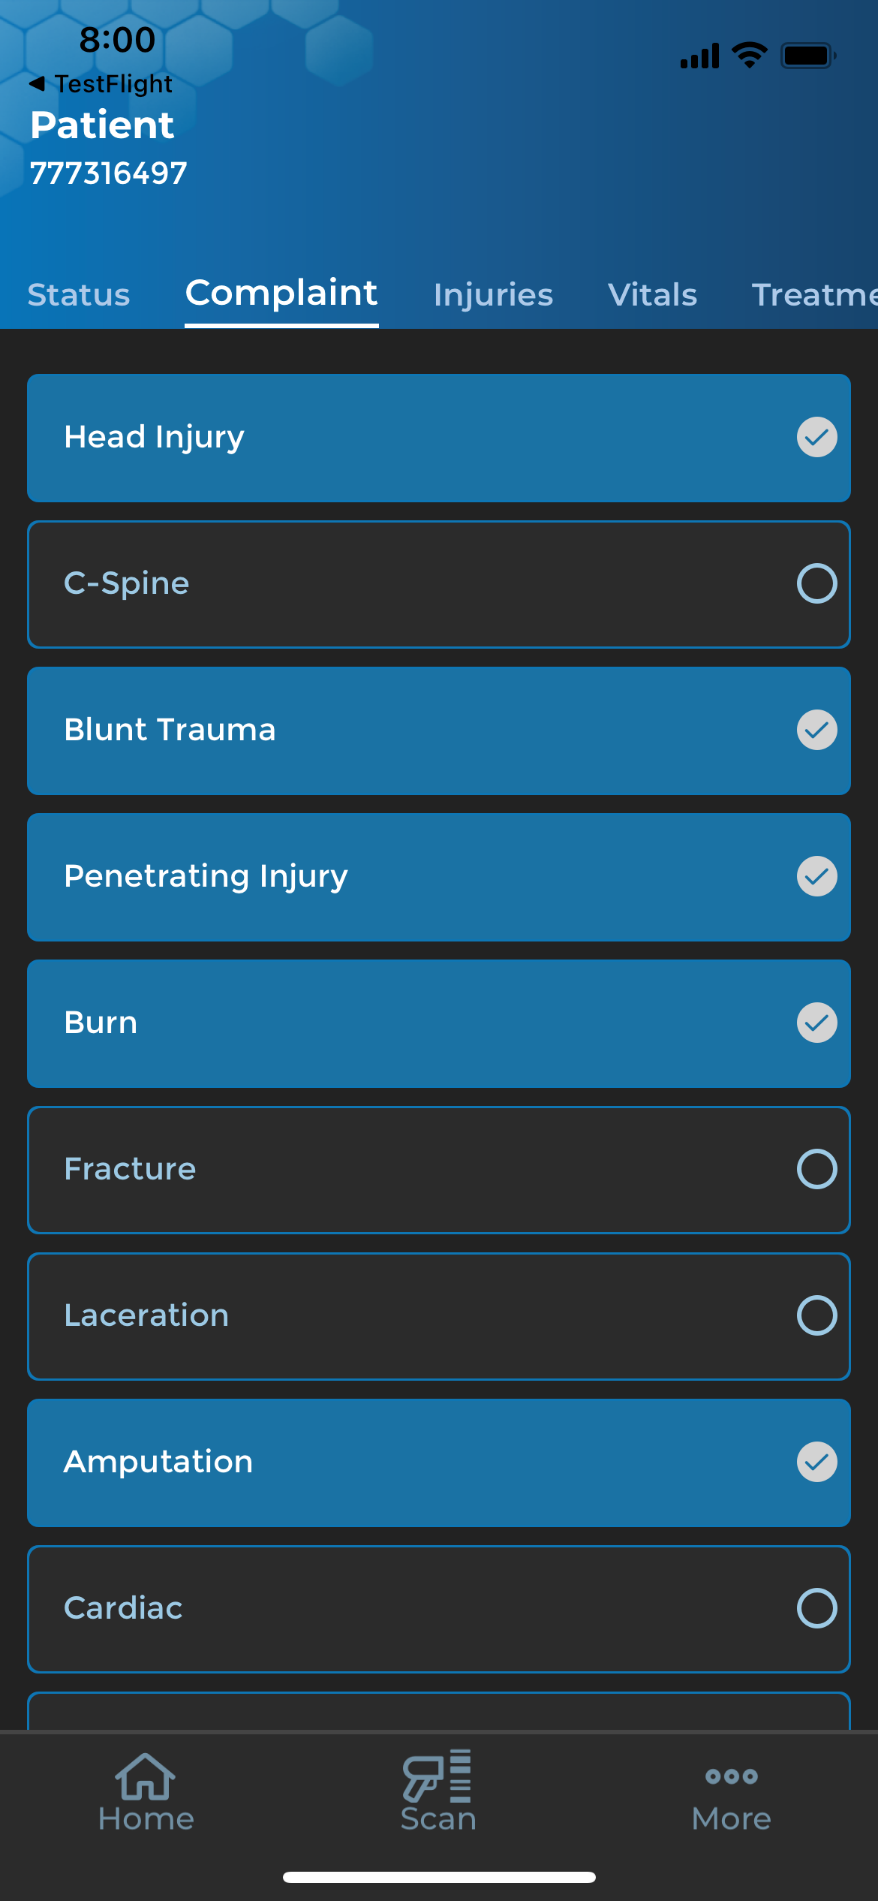 8:00
◀ TestFlight
Patient
777316497
Status Complaint Injuries Vitals Treatme
Head Injury
C-Spine
Blunt Trauma
Penetrating Injury
Burn
Fracture
Laceration
Amputation
Cardiac
Home Scan More